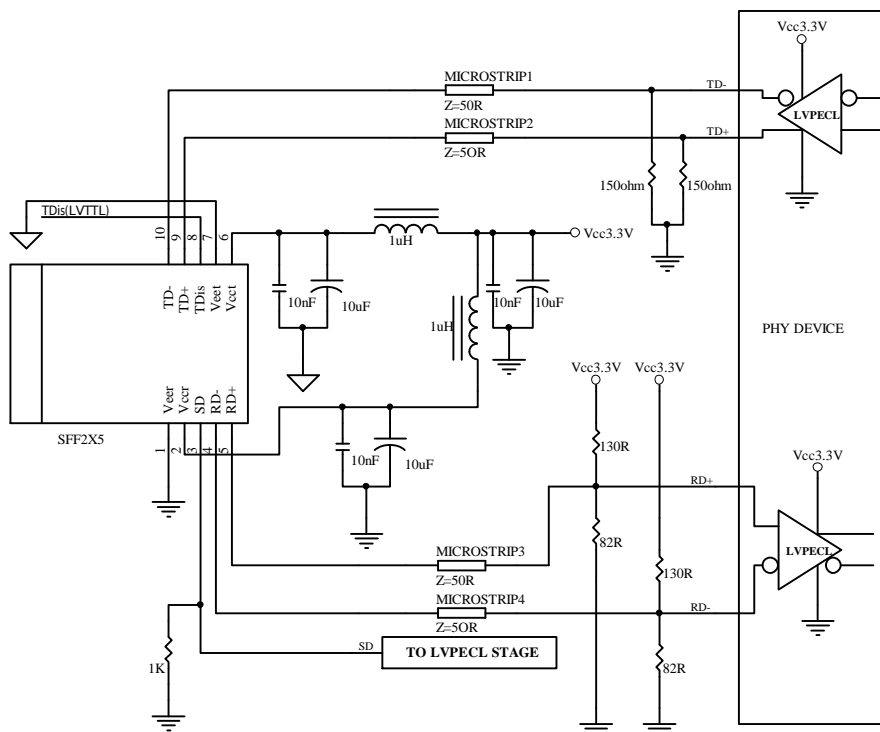 Vcc3.3V
MICROSTRIP1
TD-
Z=50R
LVPECL
MICROSTRIP2
TD+
Z=5OR
150ohm
150ohm
TDis(LVTTL)
10
9
8
7
6
1uH
Vcc3.3V
TD-
TD+
TDis
Veet
Vcct
10nF
10uF
10nF
10uF
1uH
PHY DEVICE
Veer
Vccr
SD
RD-
RD+
Vcc3.3V
Vcc3.3V
SFF2X5
1
2
3
4
5
10nF
10uF
130R
Vcc3.3V
RD+
82R
LVPECL
MICROSTRIP3
Z=50R
130R
MICROSTRIP4
RD-
Z=5OR
SD
TO LVPECL STAGE
1K
82R